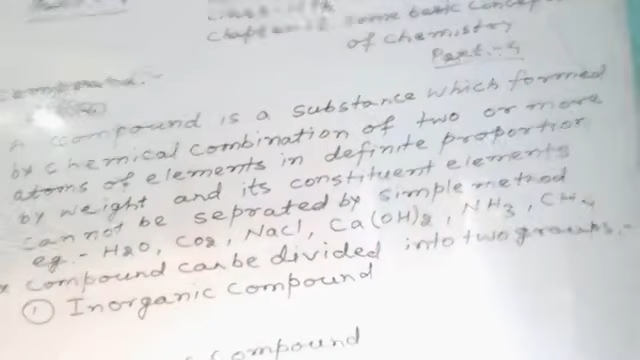 Chapter-1 Some basic Concept
of Chemistry
Part:-4
Compound:-
A compound is a substance which formed
by chemical combination of two or more
atoms of elements in definite proportion
by weight and its constituent elements
cannot be seprated by simple method
eg.- H2O, CO2, NaCl, Ca(OH)2, NH3, CH4
* Compound can be divided into two groups.-
① Inorganic compound
Compound